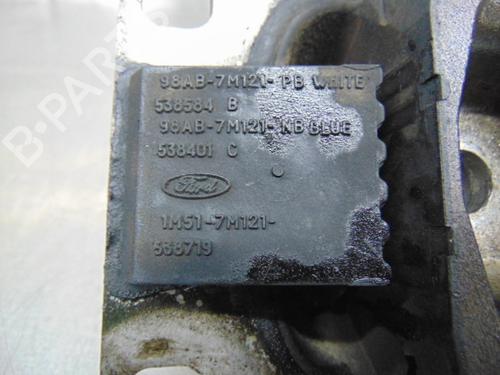 98AB-7M121-PB WHITE
538584 B
98AB-7M121-NB BLUE
538401 C
Ford
1M51-7M121-
538719